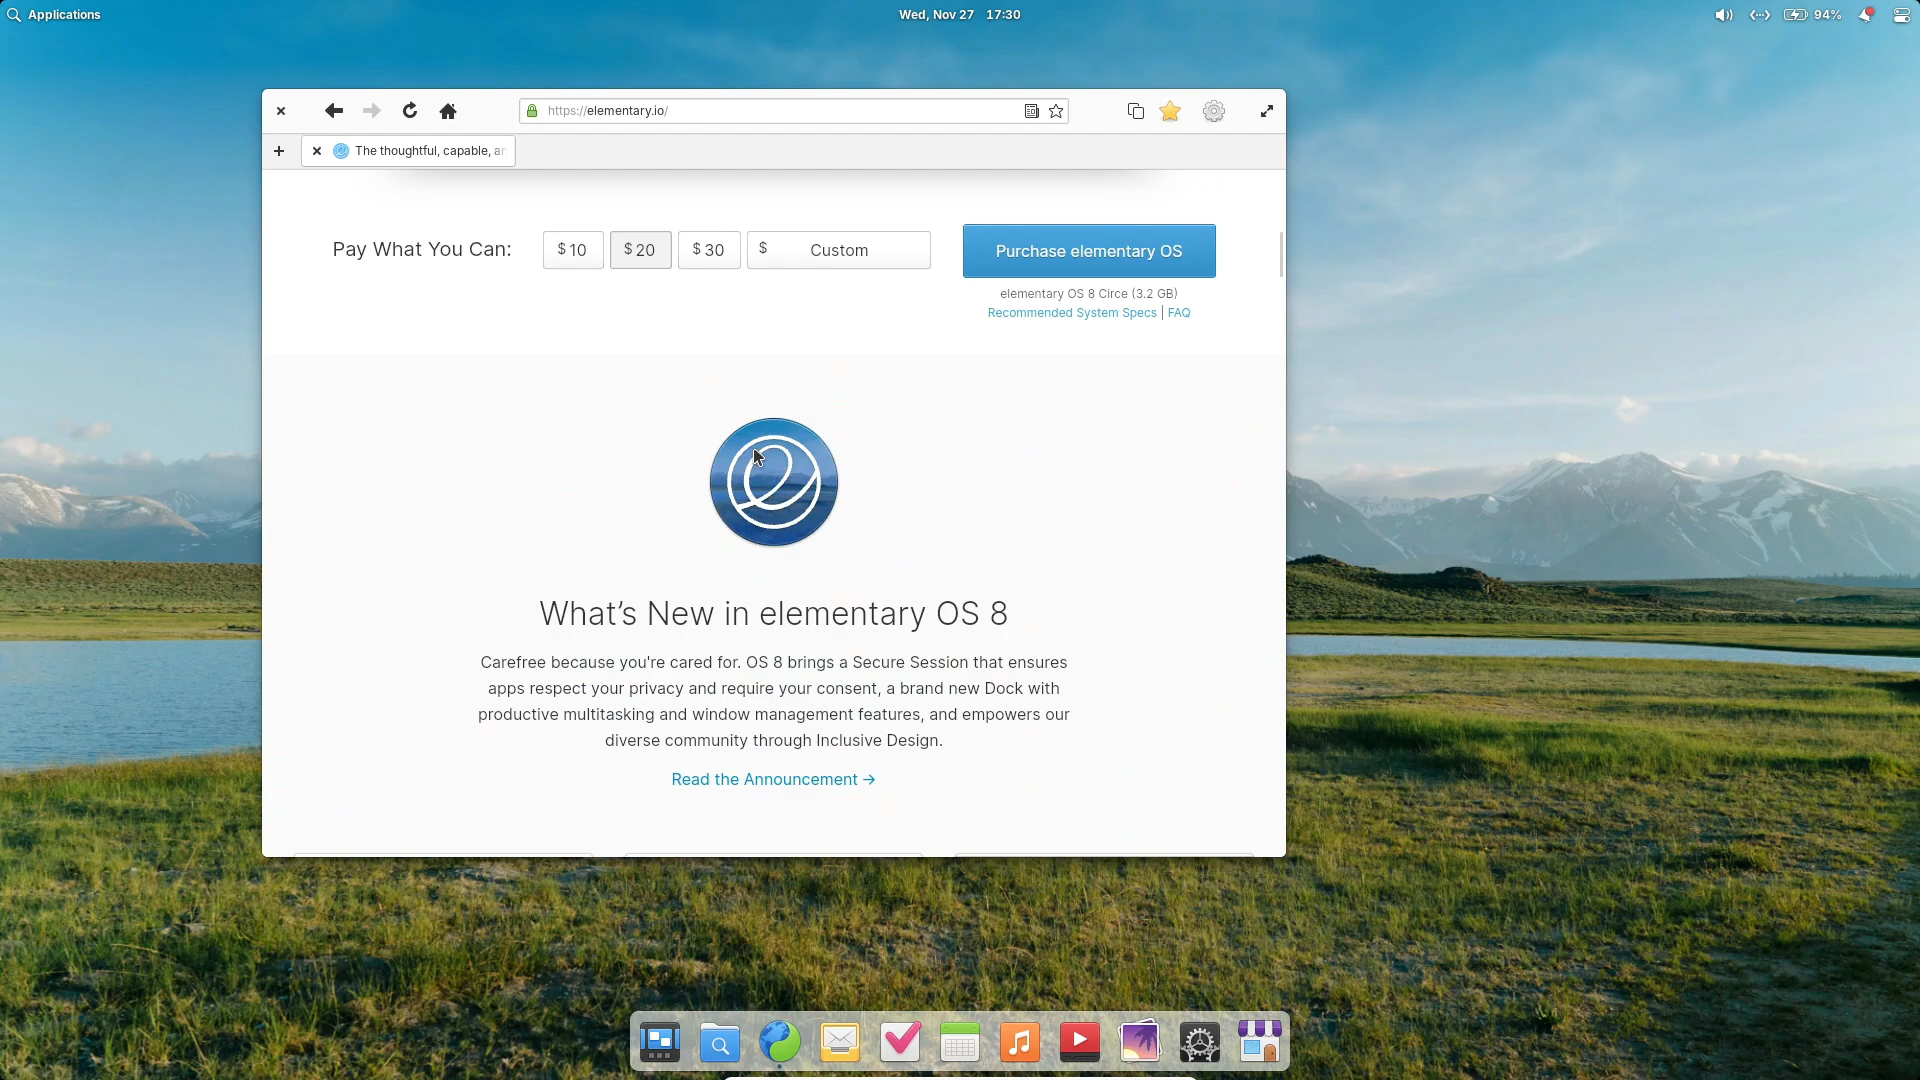 Applications
Wed, Nov 27 17:30
94%
https://elementary.io/
The thoughtful, capable, an
Pay What You Can:
$ 10
$ 20
$ 30
$ Custom
Purchase elementary OS
elementary OS 8 Circe (3.2 GB)
Recommended System Specs | FAQ
What’s New in elementary OS 8
Carefree because you're cared for. OS 8 brings a Secure Session that ensures
apps respect your privacy and require your consent, a brand new Dock with
productive multitasking and window management features, and empowers our
diverse community through Inclusive Design.
Read the Announcement →